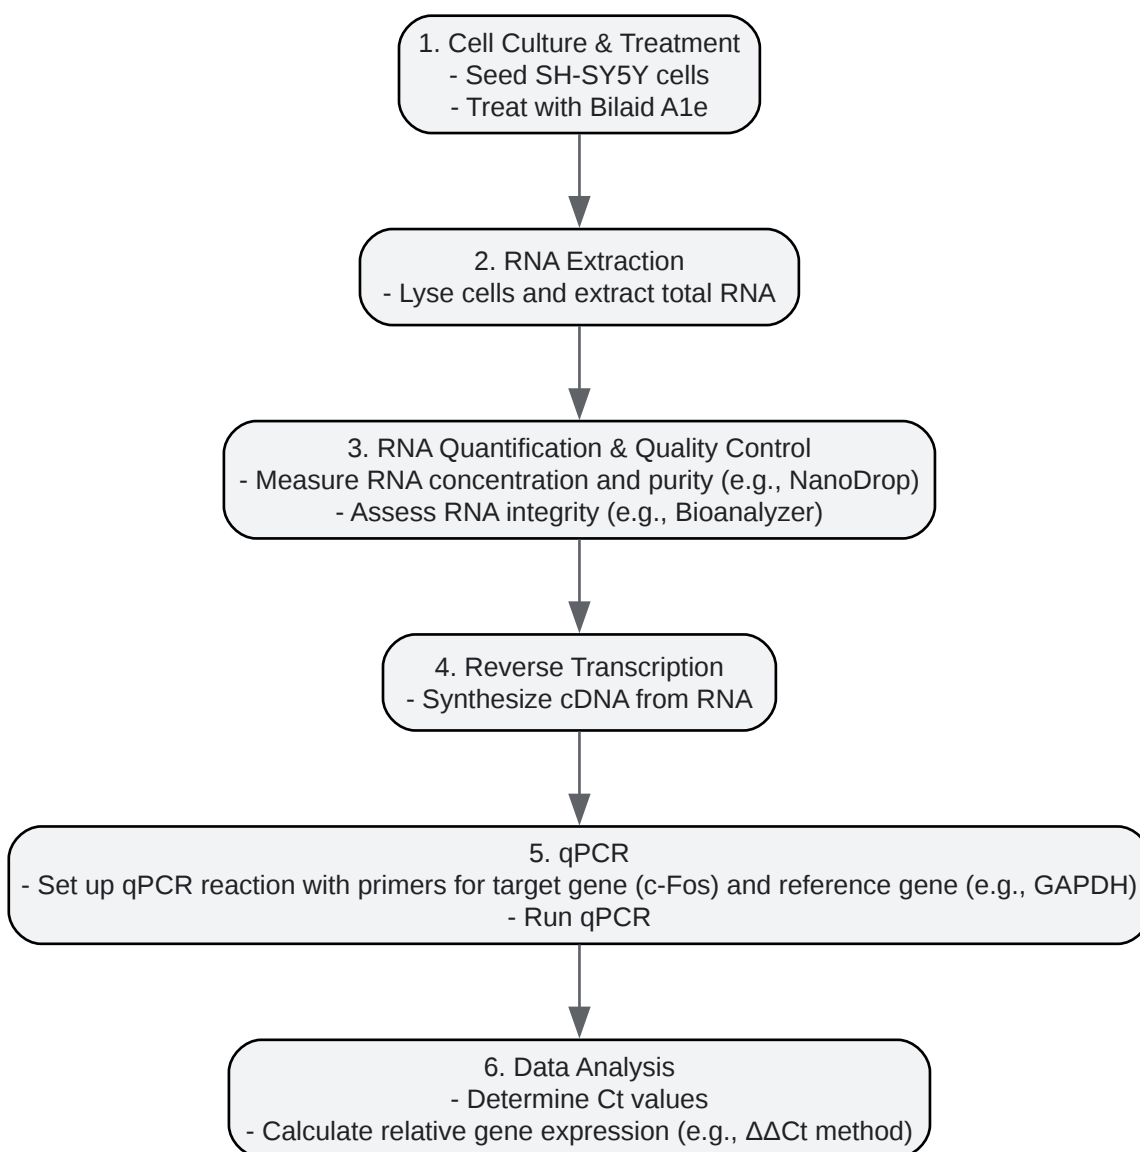 1. Cell Culture & Treatment
- Seed SH-SY5Y cells
- Treat with Bilaid A1e
2. RNA Extraction
- Lyse cells and extract total RNA
3. RNA Quantification & Quality Control
- Measure RNA concentration and purity (e.g., NanoDrop)
- Assess RNA integrity (e.g., Bioanalyzer)
4. Reverse Transcription
- Synthesize cDNA from RNA
5. qPCR
- Set up qPCR reaction with primers for target gene (c-Fos) and reference gene (e.g., GAPDH)
- Run qPCR
6. Data Analysis
- Determine Ct values
- Calculate relative gene expression (e.g., ΔΔCt method)